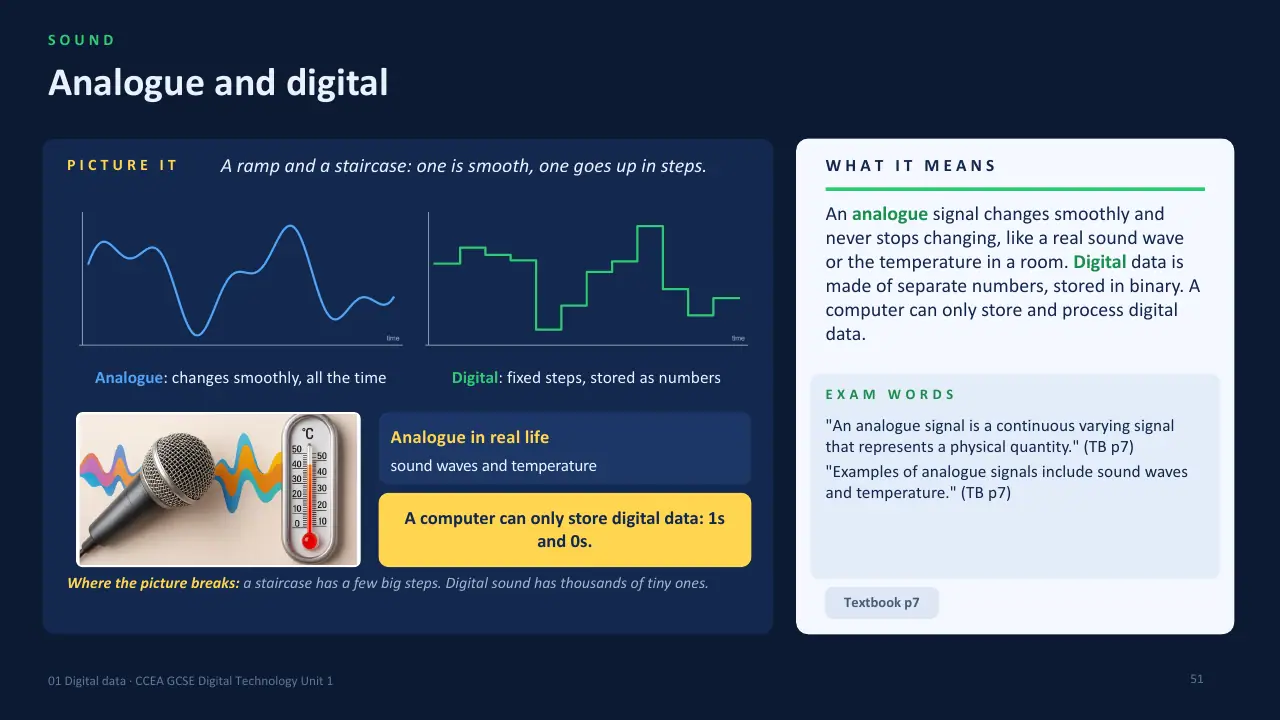 SOUND
Analogue and digital
PICTURE IT
A ramp and a staircase: one is smooth, one goes up in steps.
time
time
Analogue: changes smoothly, all the time
Digital: fixed steps, stored as numbers
°C
50
50
40
40
30
30
20
20
10
10
0
Analogue in real life
sound waves and temperature
A computer can only store digital data: 1s
and 0s.
Where the picture breaks: a staircase has a few big steps. Digital sound has thousands of tiny ones.
WHAT IT MEANS
An analogue signal changes smoothly and
never stops changing, like a real sound wave
or the temperature in a room. Digital data is
made of separate numbers, stored in binary. A
computer can only store and process digital
data.
EXAM WORDS
"An analogue signal is a continuous varying signal
that represents a physical quantity." (TB p7)
"Examples of analogue signals include sound waves
and temperature." (TB p7)
Textbook p7
01 Digital data · CCEA GCSE Digital Technology Unit 1
51